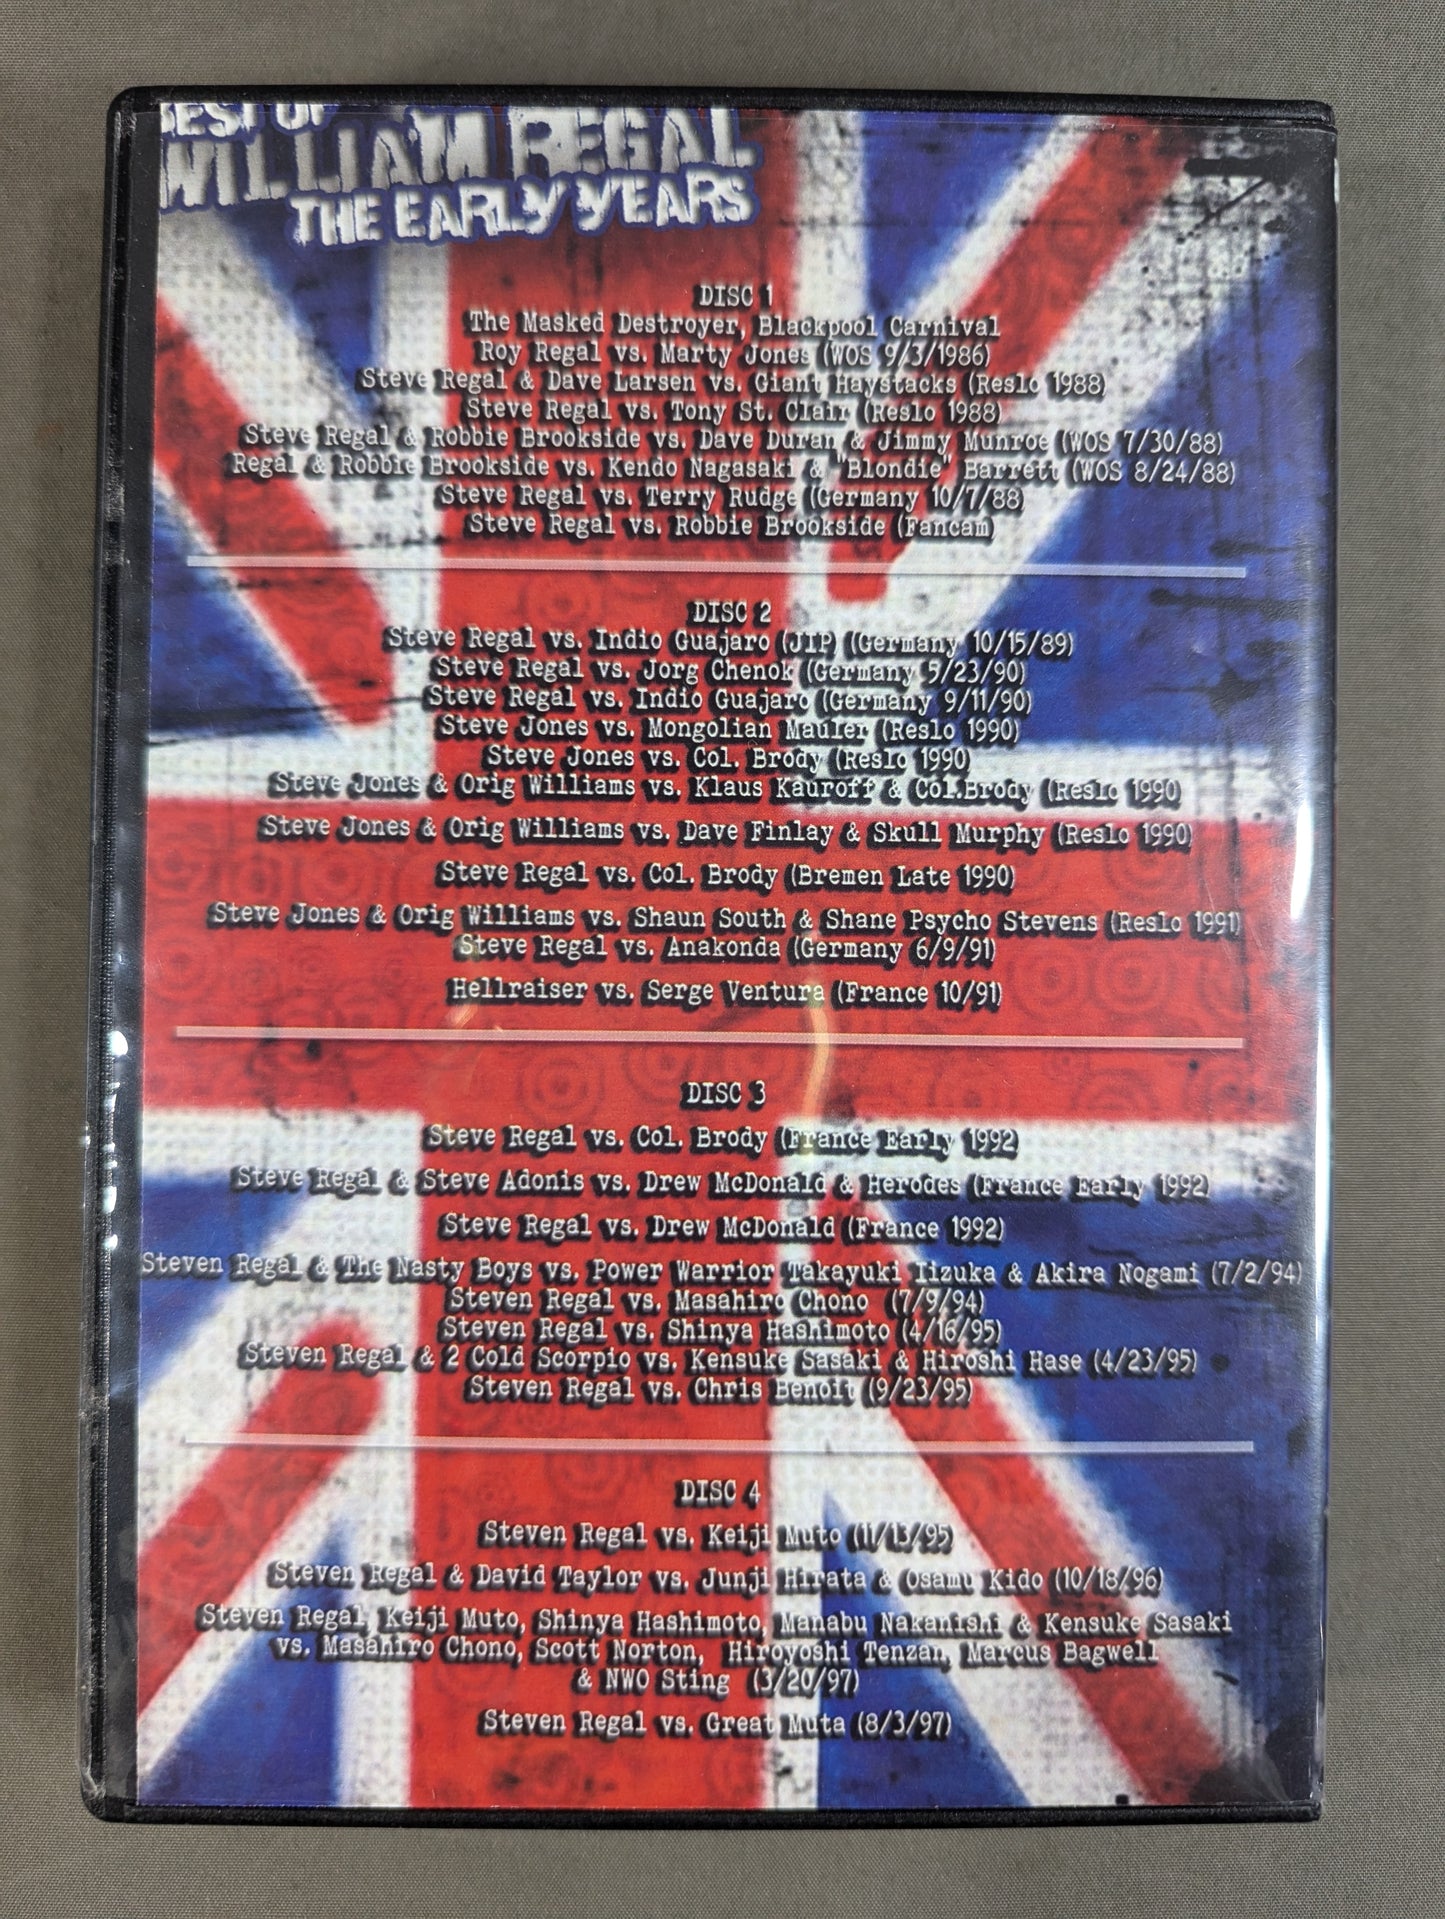 BEST OF
WILLIAM REGAL
THE EARLY YEARS
DISC 1
The Masked Destroyer, Blackpool Carnival
Roy Regal vs. Marty Jones (WOS 9/3/1986)
Steve Regal & Dave Larsen vs. Giant Haystacks (Reslo 1988)
Steve Regal vs. Tony St. Clair (Reslo 1988)
Steve Regal & Robbie Brookside vs. Dave Duran & Jimmy Munroe (WOS 7/30/88)
Regal & Robbie Brookside vs. Kendo Nagasaki & "Blondie" Barrett (WOS 8/24/88)
Steve Regal vs. Terry Rudge (Germany 10/7/88)
Steve Regal vs. Robbie Brookside (Fancam)
DISC 2
Steve Regal vs. Indio Guajaro (JIP) (Germany 10/15/89)
Steve Regal vs. Jorg Chenok (Germany 5/23/90)
Steve Regal vs. Indio Guajaro (Germany 9/11/90)
Steve Jones vs. Mongolian Mauler (Reslo 1990)
Steve Jones vs. Col. Brody (Reslo 1990)
Steve Jones & Orig Williams vs. Klaus Kauroff & Col.Brody (Reslo 1990)
Steve Jones & Orig Williams vs. Dave Finlay & Skull Murphy (Reslo 1990)
Steve Regal vs. Col. Brody (Bremen Late 1990)
Steve Jones & Orig Williams vs. Shaun South & Shane Psycho Stevens (Reslo 1991)
Steve Regal vs. Anakonda (Germany 6/9/91)
Hellraiser vs. Serge Ventura (France 10/91)
DISC 3
Steve Regal vs. Col. Brody (France Early 1992)
Steve Regal & Steve Adonis vs. Drew McDonald & Herodes (France Early 1992)
Steve Regal vs. Drew McDonald (France 1992)
Steven Regal & The Nasty Boys vs. Power Warrior Takayuki Iizuka & Akira Nogami (7/2/94)
Steven Regal vs. Masahiro Chono (7/9/94)
Steven Regal vs. Shinya Hashimoto (4/16/95)
Steven Regal & 2 Cold Scorpio vs. Kensuke Sasaki & Hiroshi Hase (4/23/95)
Steven Regal vs. Chris Benoit (9/23/95)
DISC 4
Steven Regal vs. Keiji Muto (11/13/95)
Steven Regal & David Taylor vs. Junji Hirata & Osamu Kido (10/18/96)
Steven Regal, Keiji Muto, Shinya Hashimoto, Manabu Nakanishi & Kensuke Sasaki
vs. Masahiro Chono, Scott Norton, Hiroyoshi Tenzan, Marcus Bagwell
& NWO Sting (3/20/97)
Steven Regal vs. Great Muta (8/3/97)